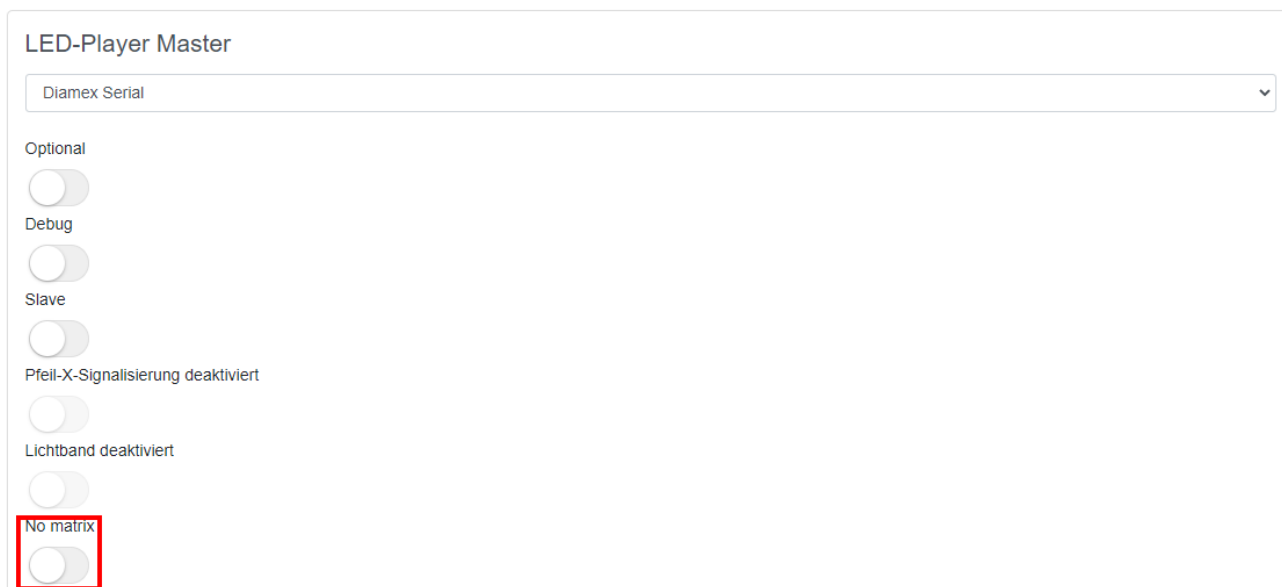 LED-Player Master
Diamex Serial
Optional
Debug
Slave
Pfeil-X-Signalisierung deaktiviert
Lichtband deaktiviert
No matrix